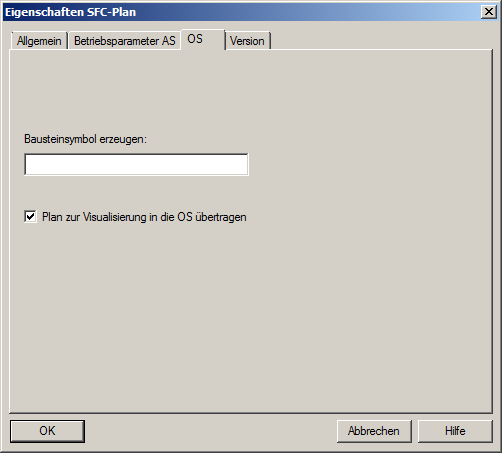 Eigenschaften SFC-Plan
Allgemein Betriebsparameter AS OS Version
Bausteinsymbol erzeugen:
Plan zur Visualisierung in die OS übertragen
OK Abbrechen Hilfe